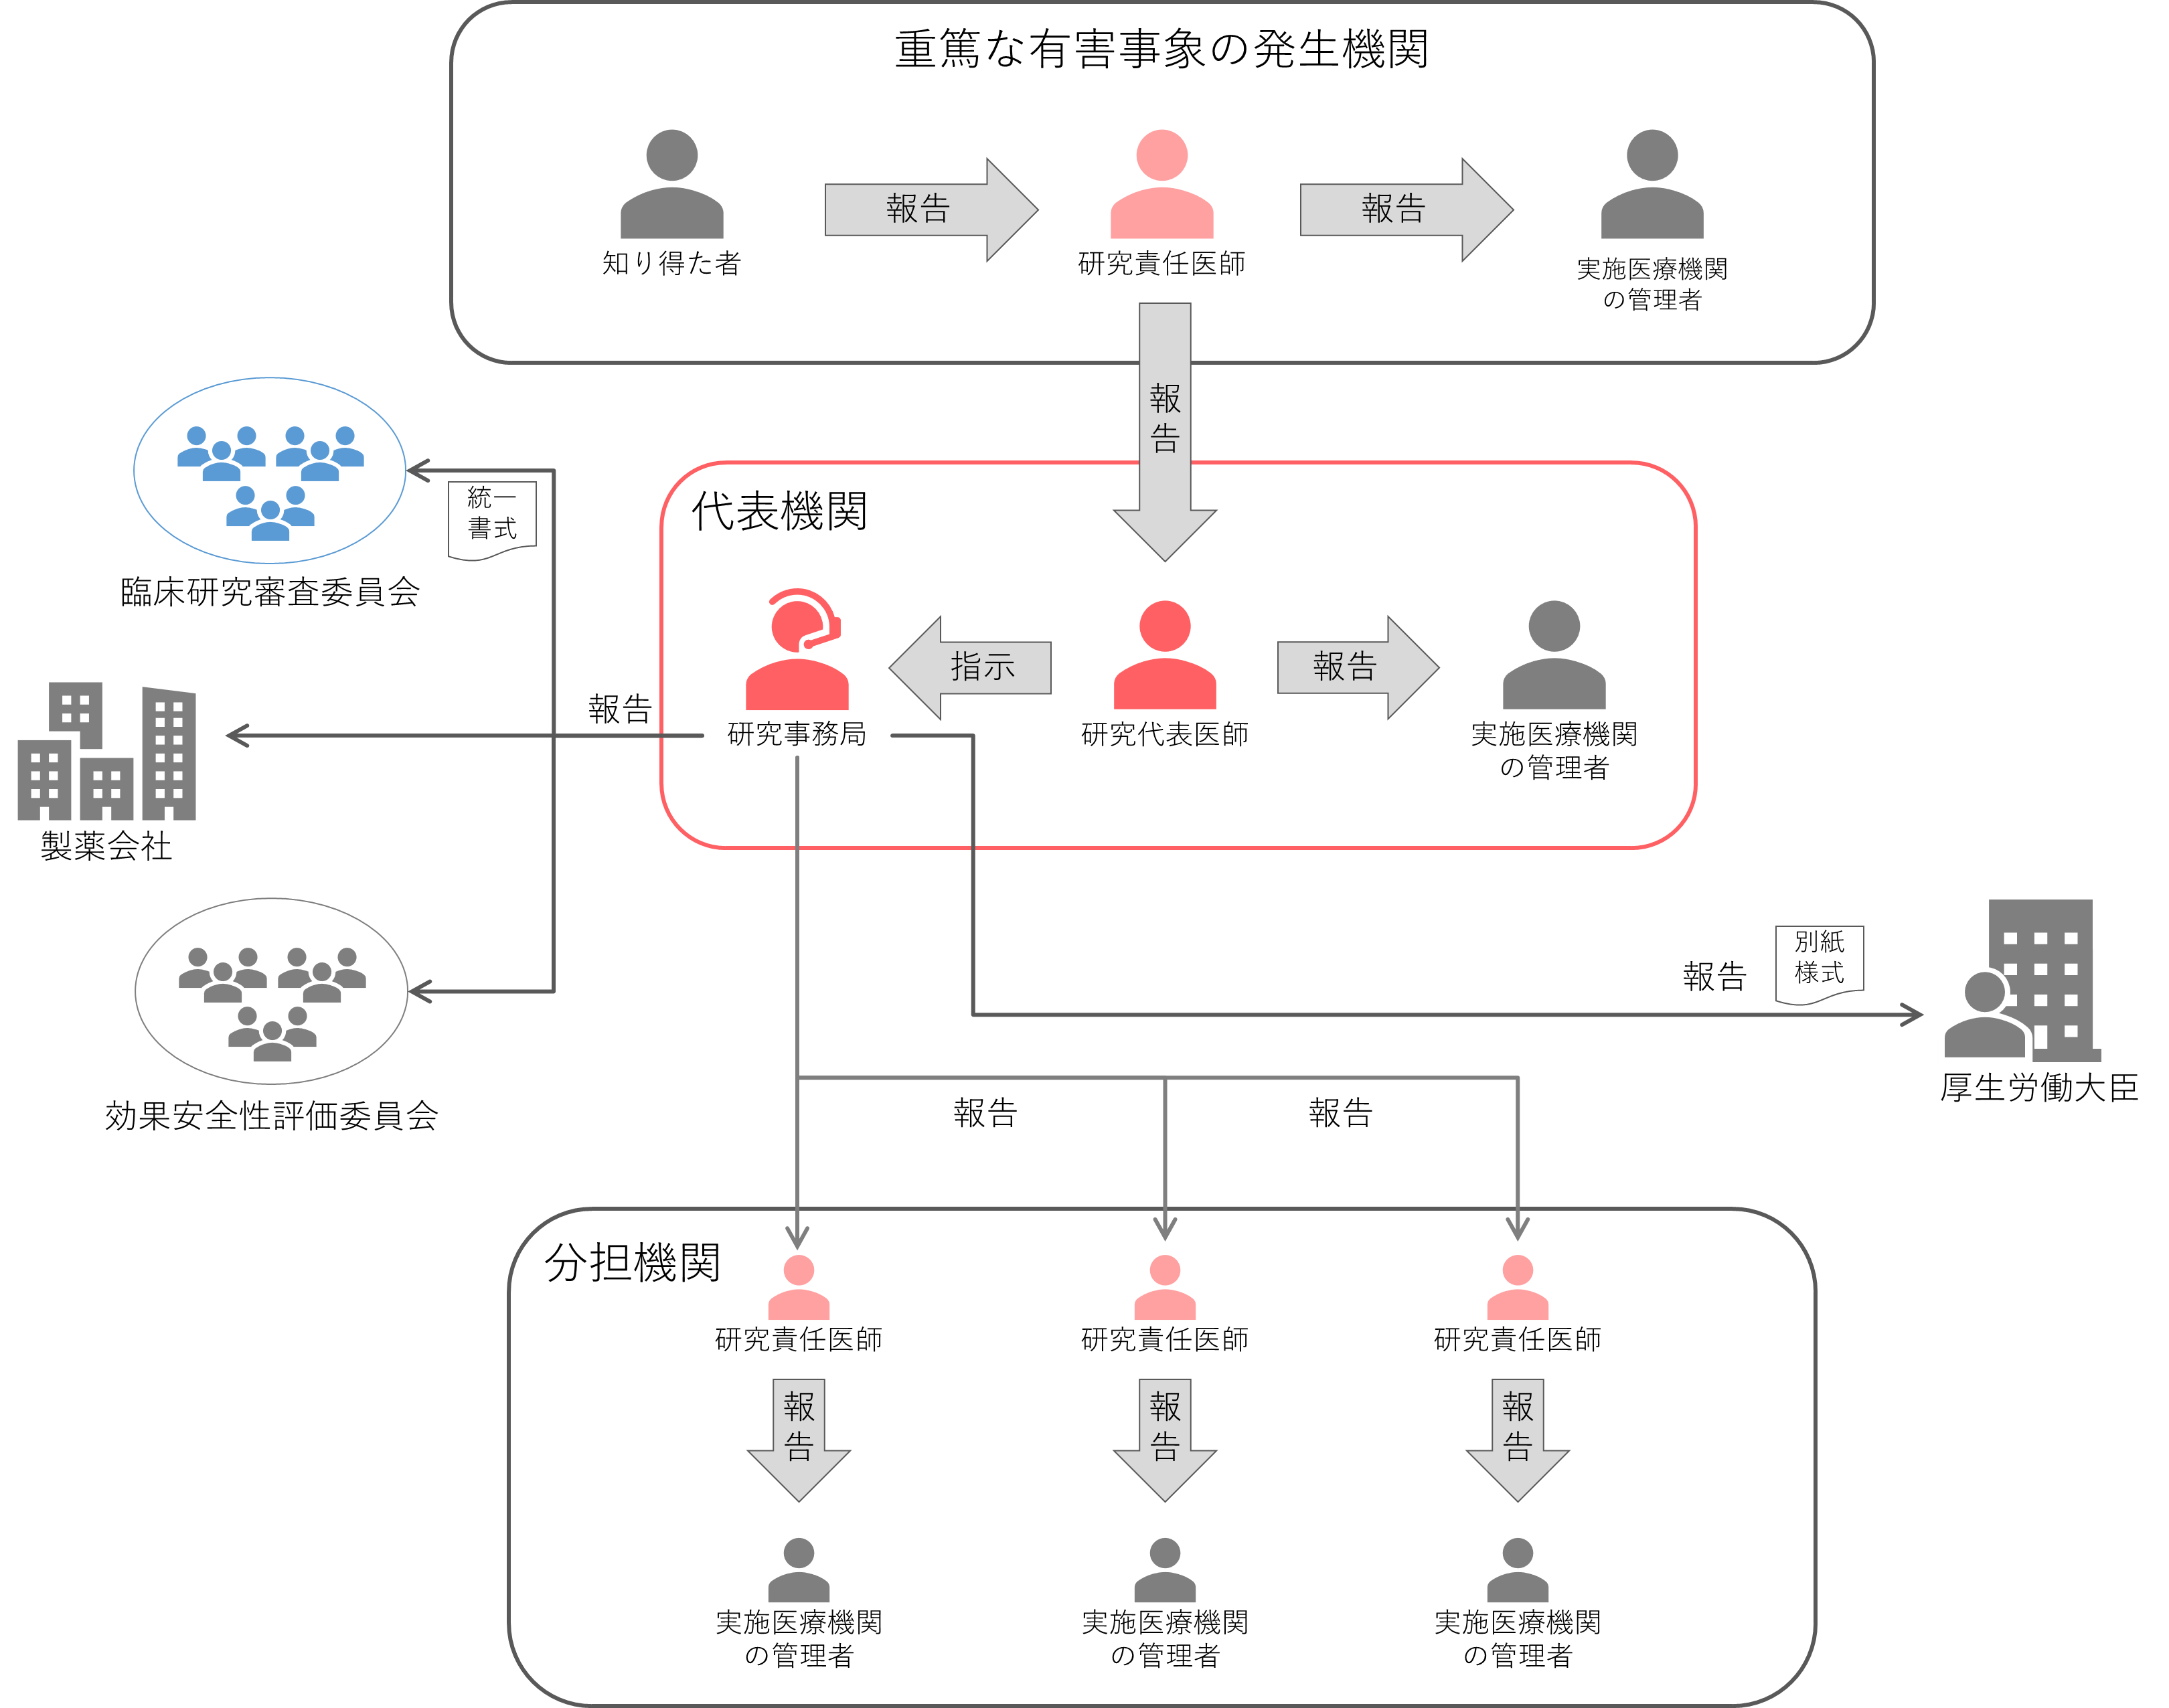 重篤な有害事象の発生機関
報告
報告
知り得た者
研究責任医師
実施医療機関
の管理者
報告
統一
書式
代表機関
臨床研究審査委員会
指示
報告
報告
研究事務局
研究代表医師
実施医療機関
の管理者
製薬会社
別紙
様式
報告
厚生労働大臣
効果安全性評価委員会
報告
報告
分担機関
研究責任医師
研究責任医師
研究責任医師
報告
報告
報告
実施医療機関
の管理者
実施医療機関
の管理者
実施医療機関
の管理者